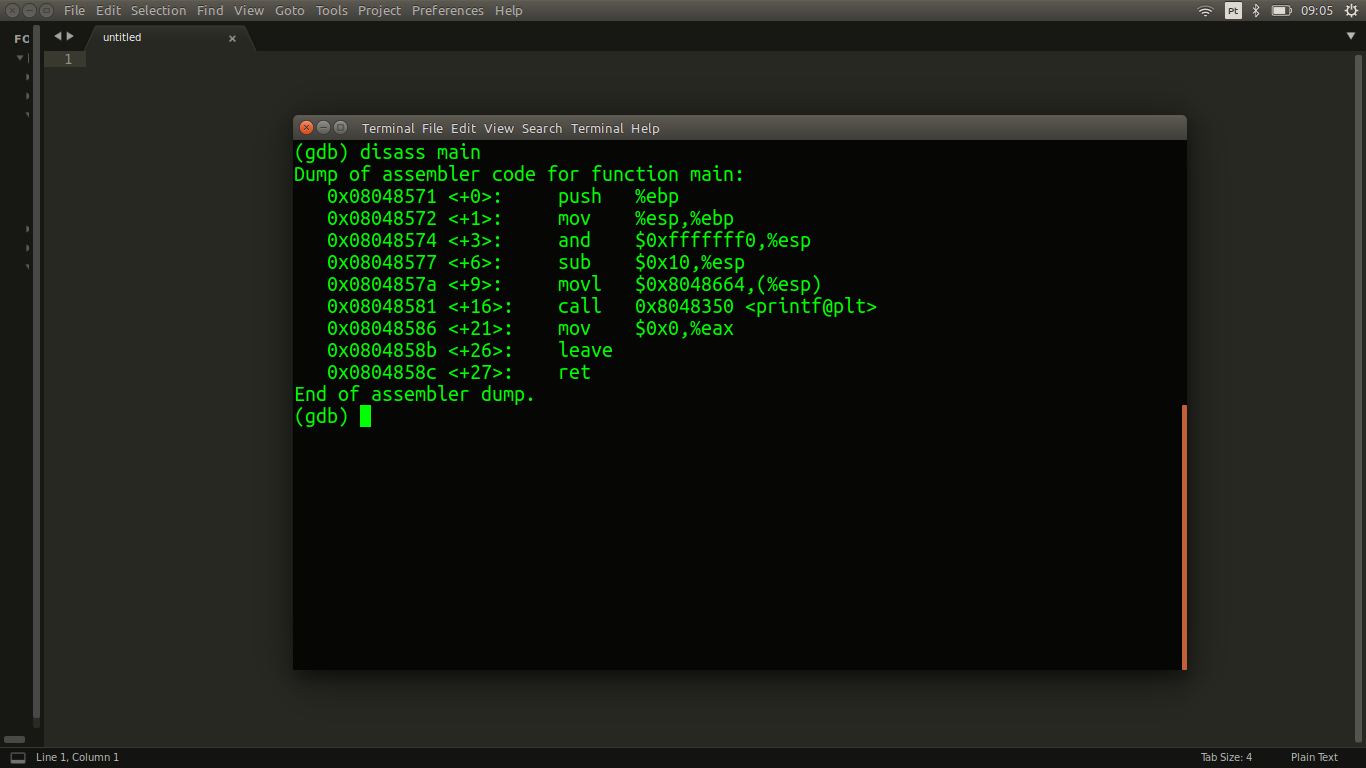 File Edit Selection Find View Goto Tools Project Preferences Help
Pt 09:05
FO
untitled
1
Terminal File Edit View Search Terminal Help
(gdb) disass main
Dump of assembler code for function main:
0x08048571 <+0>: push %ebp
0x08048572 <+1>: mov %esp,%ebp
0x08048574 <+3>: and $0xfffffff0,%esp
0x08048577 <+6>: sub $0x10,%esp
0x0804857a <+9>: movl $0x8048664,(%esp)
0x08048581 <+16>: call 0x8048350 <printf@plt>
0x08048586 <+21>: mov $0x0,%eax
0x0804858b <+26>: leave
0x0804858c <+27>: ret
End of assembler dump.
(gdb)
Line 1, Column 1
Tab Size: 4 Plain Text